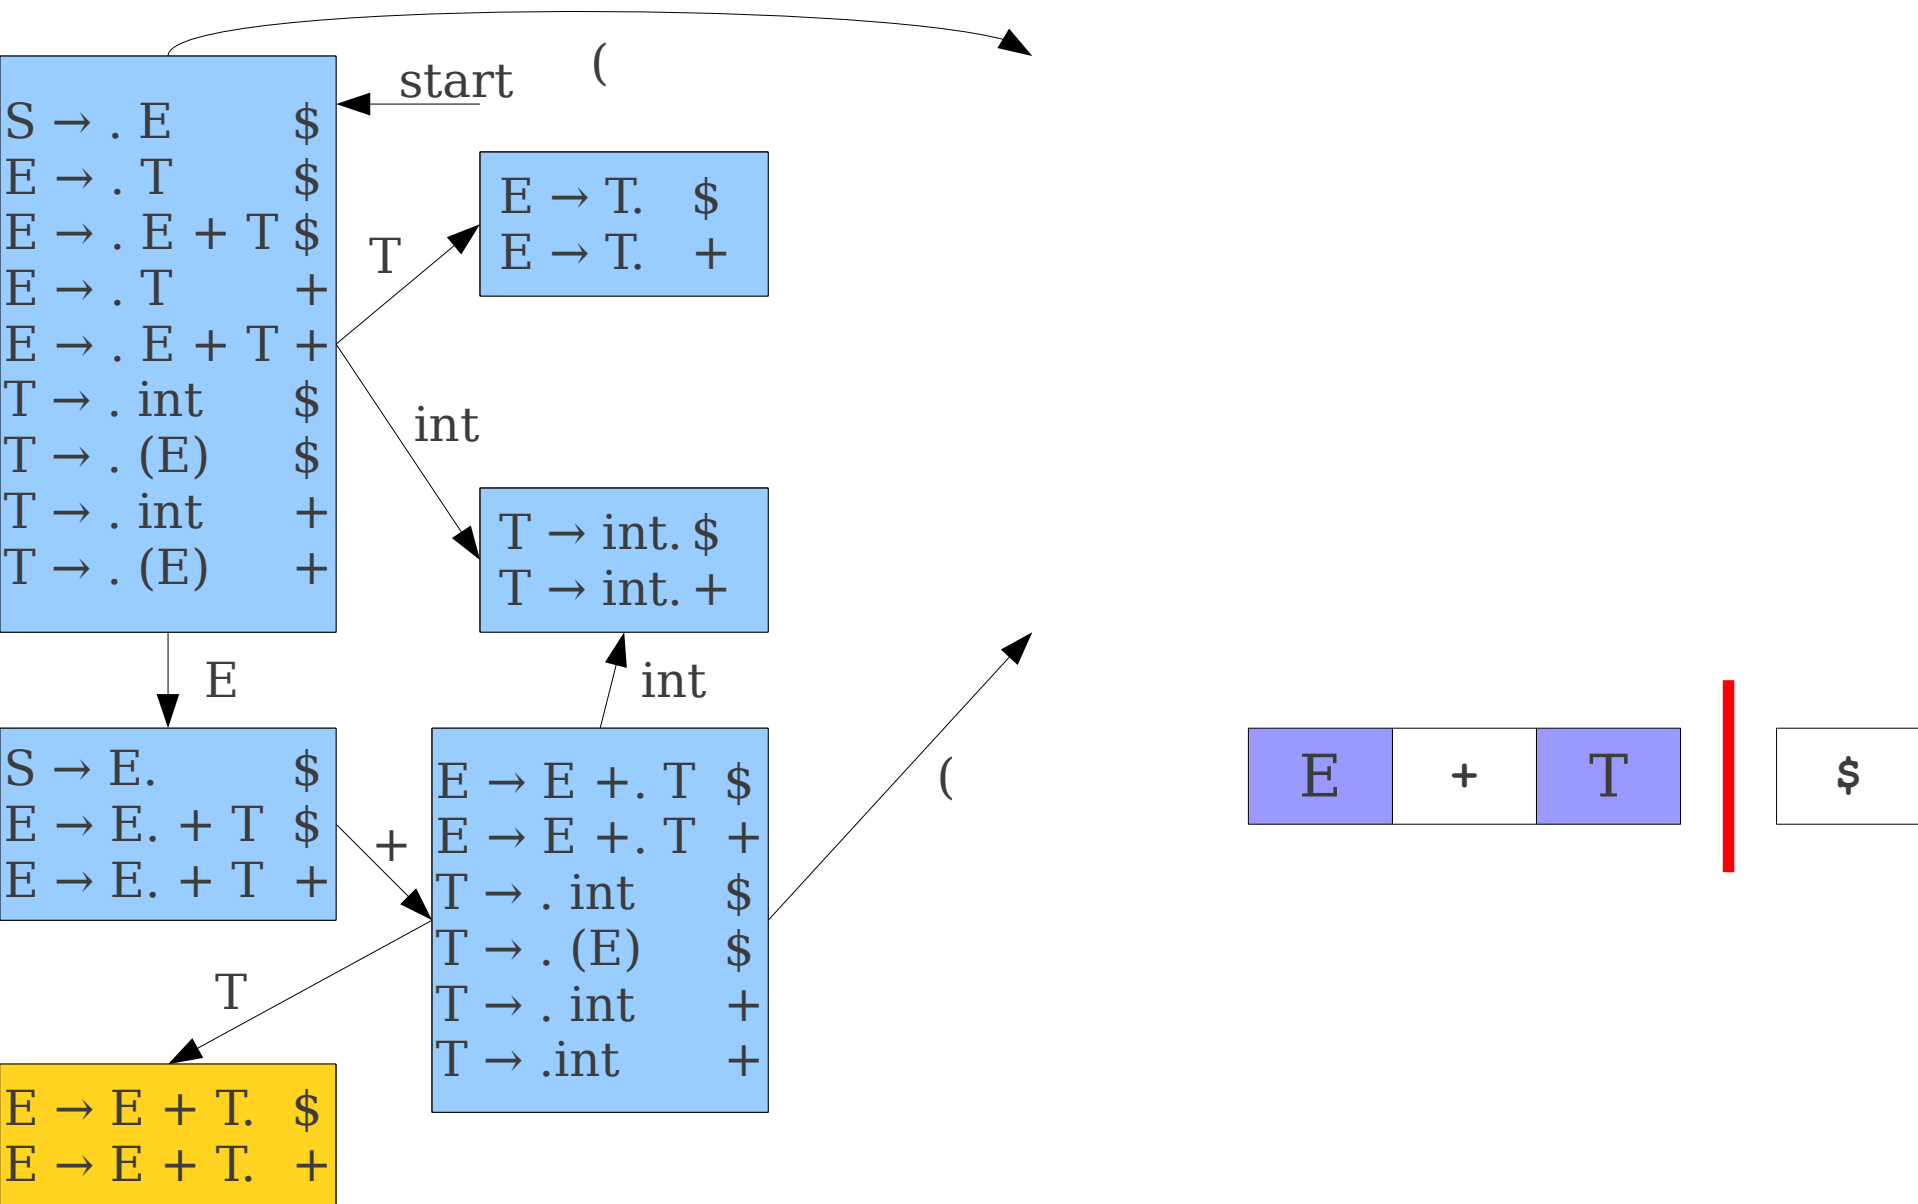 (
start
S → . E $
E → . T $
E → . E + T $
E → . T +
E → . E + T +
T → . int $
T → . (E) $
T → . int +
T → . (E) +
E → T. $
E → T. +
T
int
T → int. $
T → int. +
E
int
S → E. $
E → E. + T $
E → E. + T +
+
E → E +. T $
E → E +. T +
T → . int $
T → . (E) $
T → . int +
T → .int +
(
E + T $
T
E → E + T. $
E → E + T. +